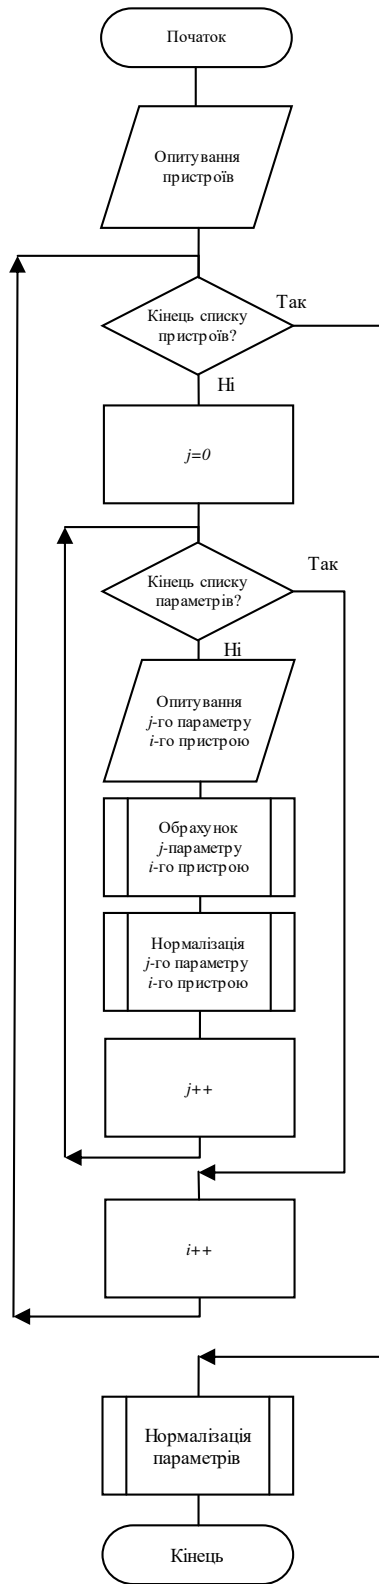 Початок
Опитування
пристроїв
Кінець списку
пристроїв?
Так
Ні
j=0
Кінець списку
параметрів?
Так
Ні
Опитування
j-го параметру
i-го пристрою
Обрахунок
j-параметру
i-го пристрою
Нормалізація
j-го параметру
i-го пристрою
j++
i++
Нормалізація
параметрів
Кінець